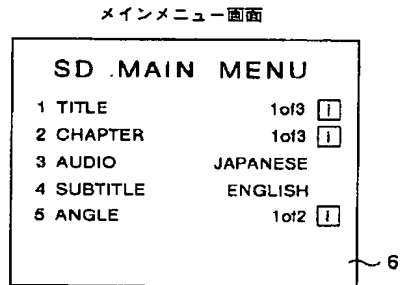 メインメニュー画面
SD .MAIN MENU
1 TITLE 1of3 i
2 CHAPTER 1of3 i
3 AUDIO JAPANESE
4 SUBTITLE ENGLISH
5 ANGLE 1of2 i
6